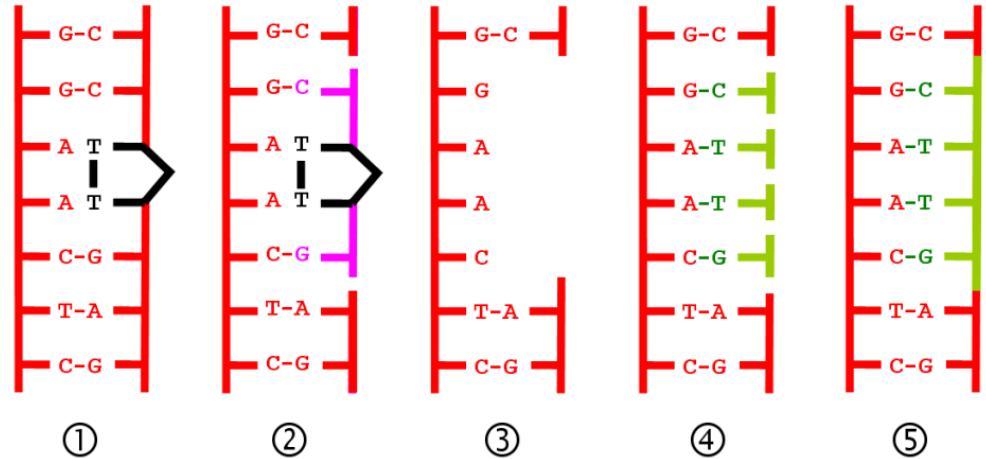 G-C G-C G-C G-C G-C
G-C G-C G G-C G-C
A T A T A A-T A-T
A T A T A A-T A-T
C-G C-G C C-G C-G
T-A T-A T-A T-A T-A
C-G C-G C-G C-G C-G
① ② ③ ④ ⑤